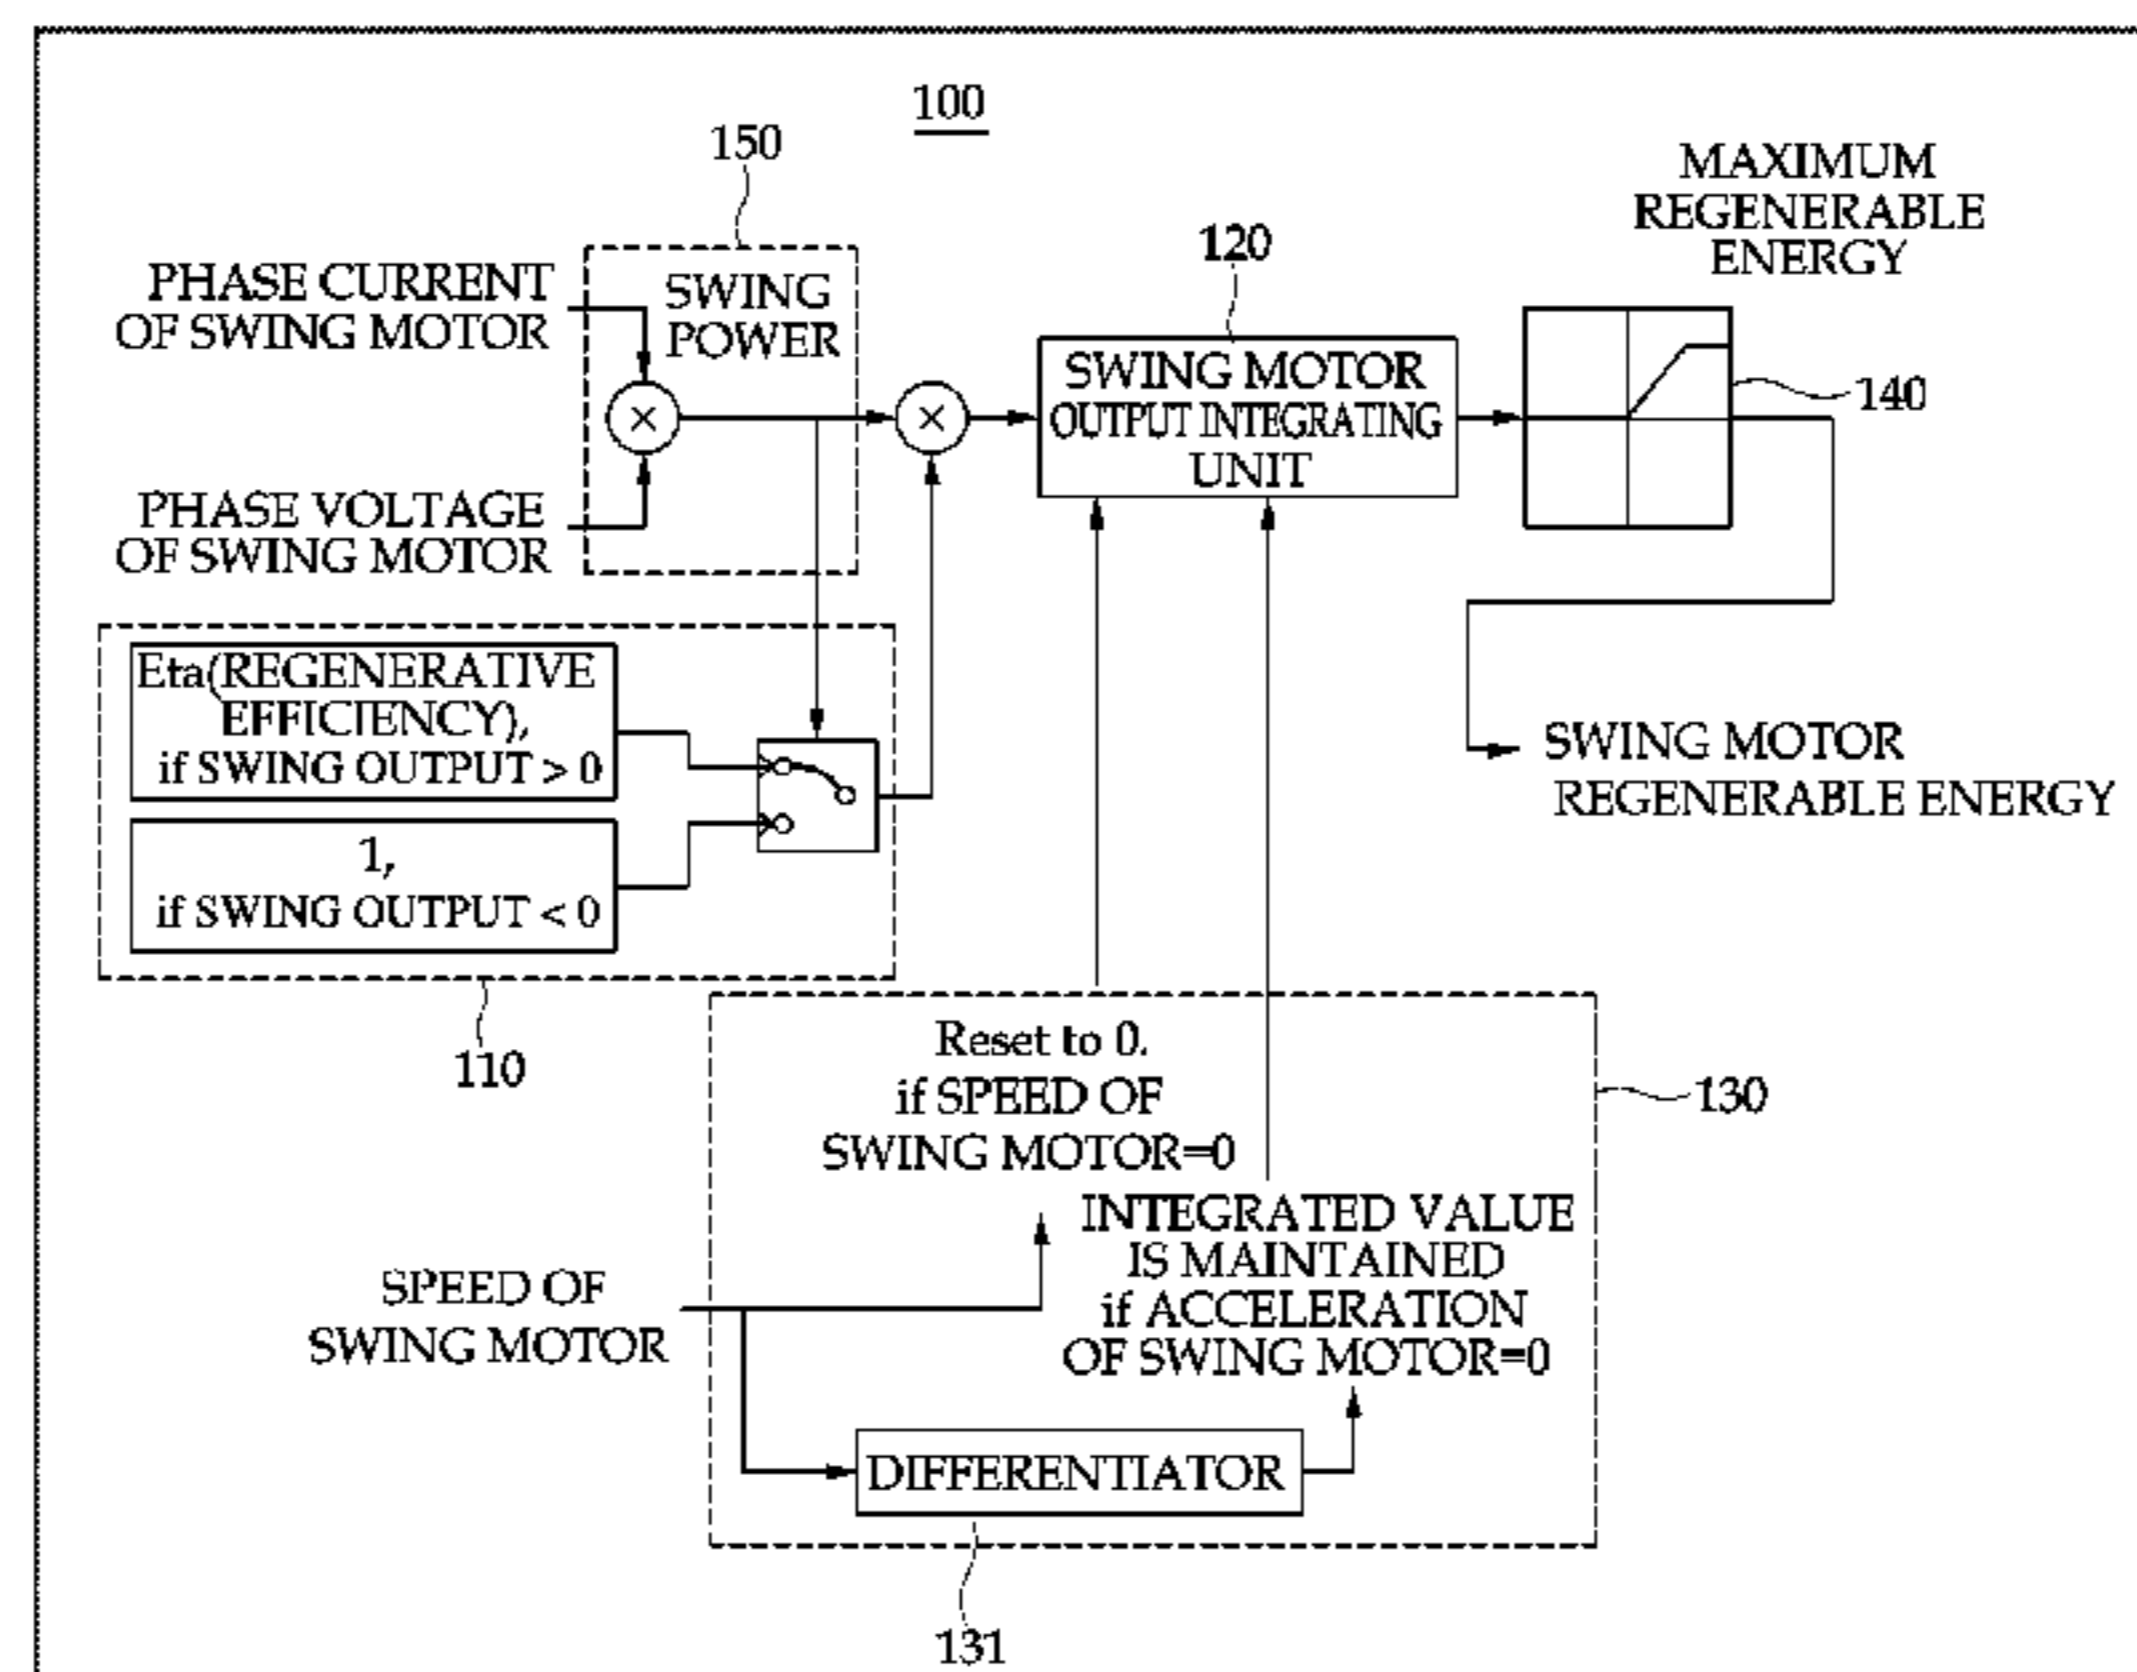 100
150
MAXIMUM
REGENERABLE
ENERGY
120
PHASE CURRENT
OF SWING MOTOR
SWING
POWER
SWING MOTOR
OUTPUT INTEGRATING
UNIT
140
PHASE VOLTAGE
OF SWING MOTOR
Eta(REGENERATIVE
EFFICIENCY),
if SWING OUTPUT > 0
SWING MOTOR
REGENERABLE ENERGY
1,
if SWING OUTPUT < 0
110
Reset to 0.
if SPEED OF
SWING MOTOR=0
130
INTEGRATED VALUE
IS MAINTAINED
if ACCELERATION
OF SWING MOTOR=0
SPEED OF
SWING MOTOR
DIFFERENTIATOR
131